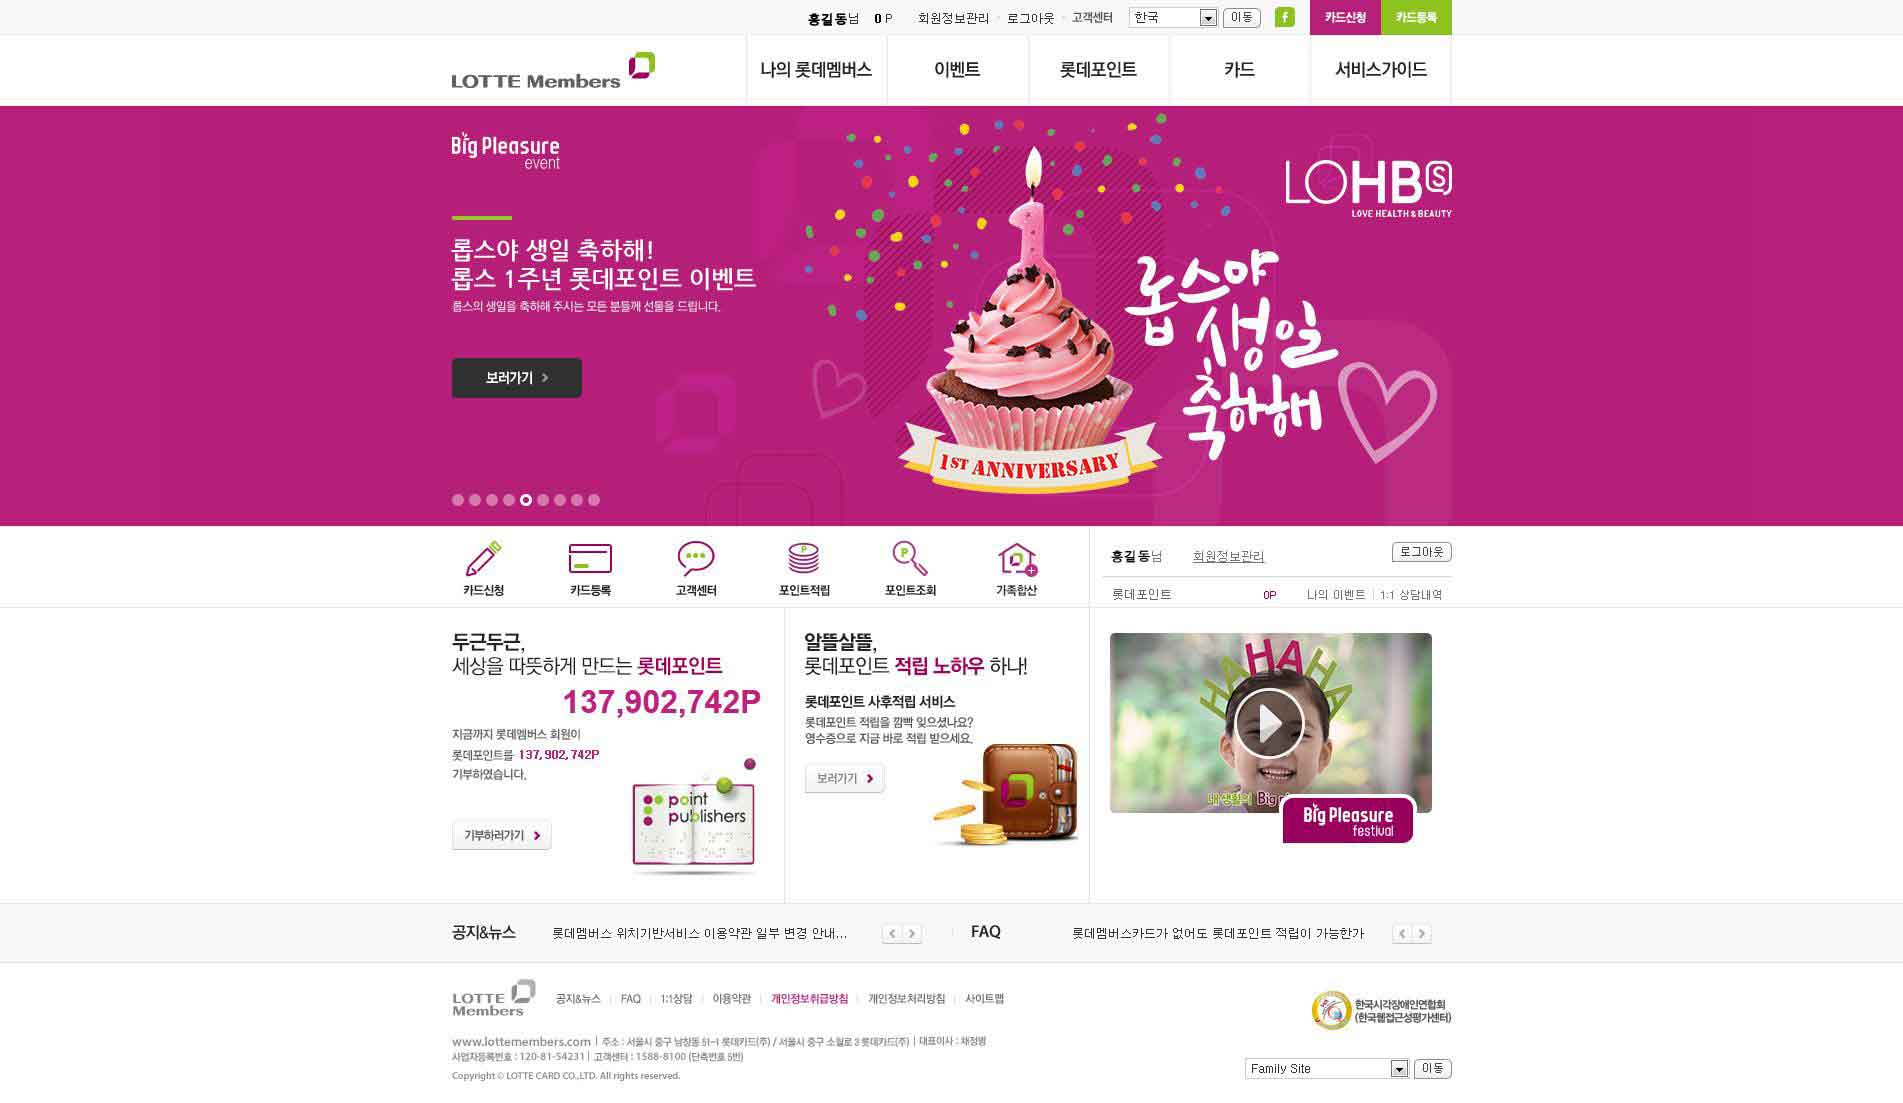 홍길동님 0 P 회원정보관리 로그아웃 고객센터 한국 이동 f 카드신청 카드등록
LOTTE Members 나의 롯데멤버스 이벤트 롯데포인트 카드 서비스가이드
Big Pleasure
event
LOHBs
LOVE HEALTH & BEAUTY
롭스야 생일 축하해!
롭스 1주년 롯데포인트 이벤트
롭스의 생일을 축하해 주시는 모든 분들께 선물을 드립니다.
보러가기
1
롭스야
생일
축하해
1ST ANNIVERSARY
카드신청 카드등록 고객센터 포인트적립 포인트조회 가족합산
홍길동님 회원정보관리 로그아웃
롯데포인트 0P 나의 이벤트 1:1 상담내역
두근두근,
세상을 따뜻하게 만드는 롯데포인트
137,902,742P
지금까지 롯데멤버스 회원이
롯데포인트를 137,902,742P
기부하였습니다.
기부하러가기
point
publishers
알뜰살뜰,
롯데포인트 적립 노하우 하나!
롯데포인트 사후적립 서비스
롯데포인트 적립을 깜빡 잊으셨나요?
영수증으로 지금 바로 적립 받으세요.
보러가기
HAHAHA
내 생활의 Big
Big Pleasure
festival
공지&뉴스 롯데멤버스 위치기반서비스 이용약관 일부 변경 안내... FAQ 롯데멤버스카드가 없어도 롯데포인트 적립이 가능한가
LOTTE
Members
공지&뉴스 FAQ 1:1상담 이용약관 개인정보취급방침 개인정보처리방침 사이트맵
한국시각장애인연합회
(한국웹접근성평가센터)
www.lottemembers.com 주소 : 서울시 중구 남창동 51-1 롯데카드(주) / 서울시 중구 소월로 3 롯데카드(주) 대표이사 : 채정병
사업자등록번호 : 120-81-54231 고객센터 : 1588-8100 (단축번호 5번)
Copyright © LOTTE CARD CO.,LTD. All rights reserved.
Family Site 이동